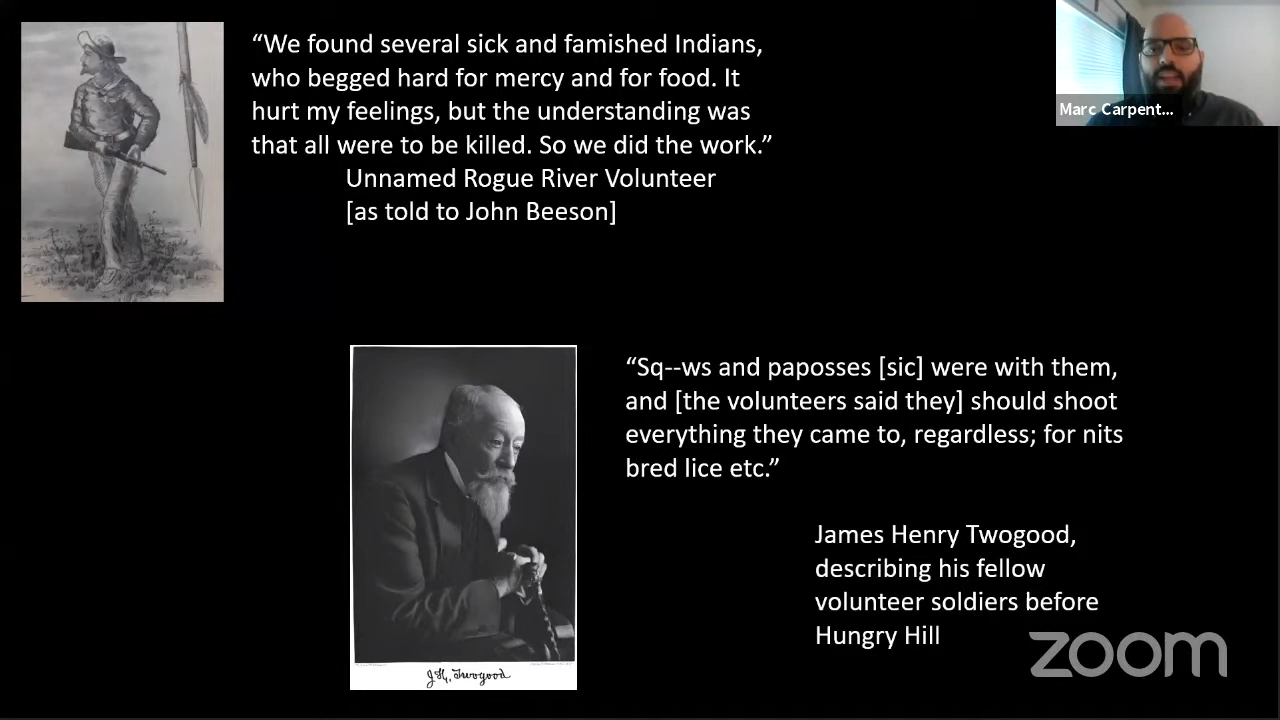 “We found several sick and famished Indians,
who begged hard for mercy and for food. It
hurt my feelings, but the understanding was
that all were to be killed. So we did the work.”
Unnamed Rogue River Volunteer
[as told to John Beeson]
Marc Carpent...
“Sq--ws and paposses [sic] were with them,
and [the volunteers said they] should shoot
everything they came to, regardless; for nits
bred lice etc.”
James Henry Twogood,
describing his fellow
volunteer soldiers before
Hungry Hill
J.H. Twogood
zoom